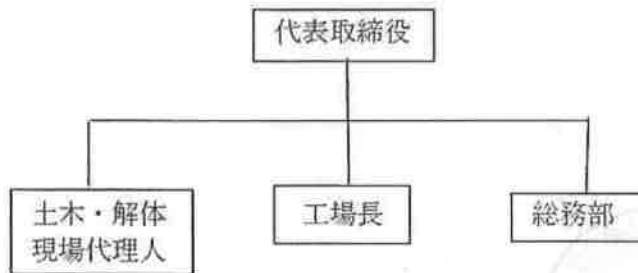 代表取締役
土木・解体
現場代理人
工場長
総務部